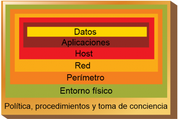 Datos
Aplicaciones
Host
Red
Perímetro
Entorno físico
Política, procedimientos y toma de conciencia